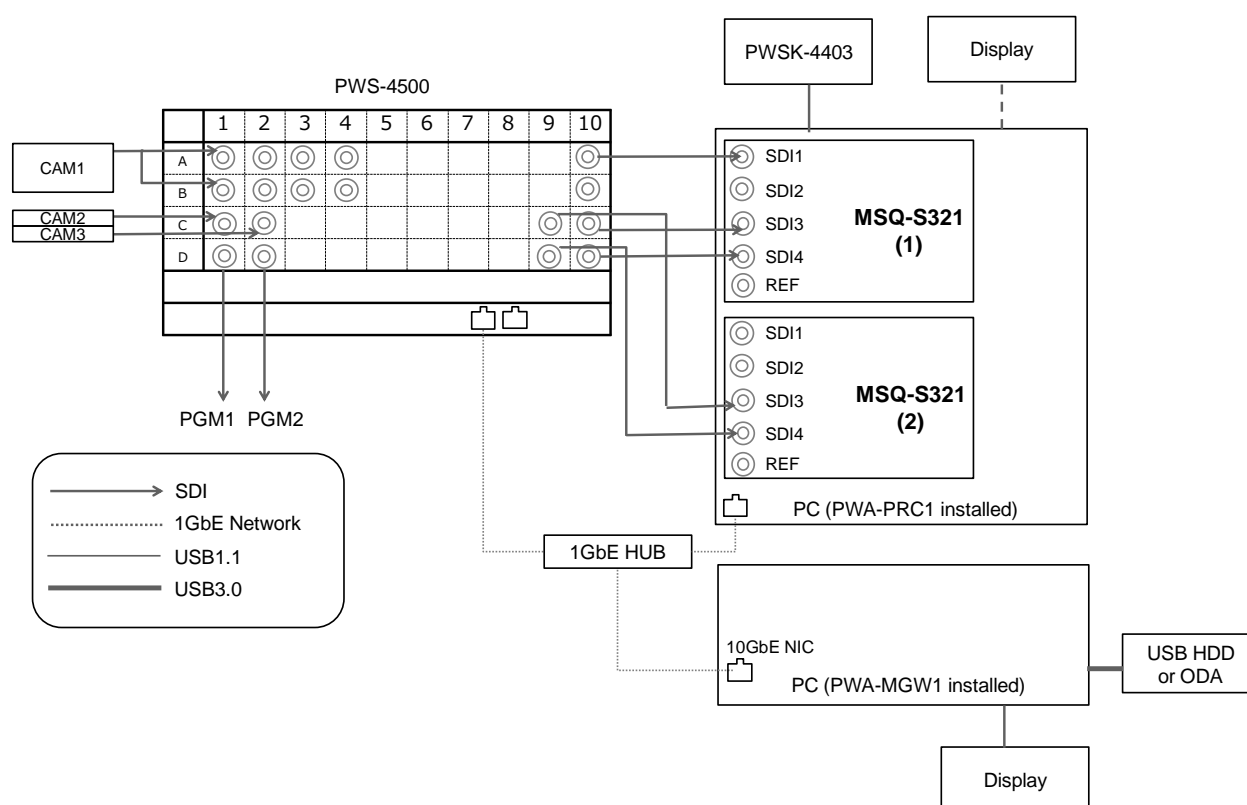 PWSK-4403
Display
PWS-4500
1 2 3 4 5 6 7 8 9 10
A
B
C
D
CAM1
CAM2
CAM3
PGM1 PGM2
SDI1
SDI2
SDI3
SDI4
REF
MSQ-S321
(1)
SDI1
SDI2
SDI3
SDI4
REF
MSQ-S321
(2)
PC (PWA-PRC1 installed)
SDI
1GbE Network
USB1.1
USB3.0
1GbE HUB
10GbE NIC
PC (PWA-MGW1 installed)
USB HDD
or ODA
Display